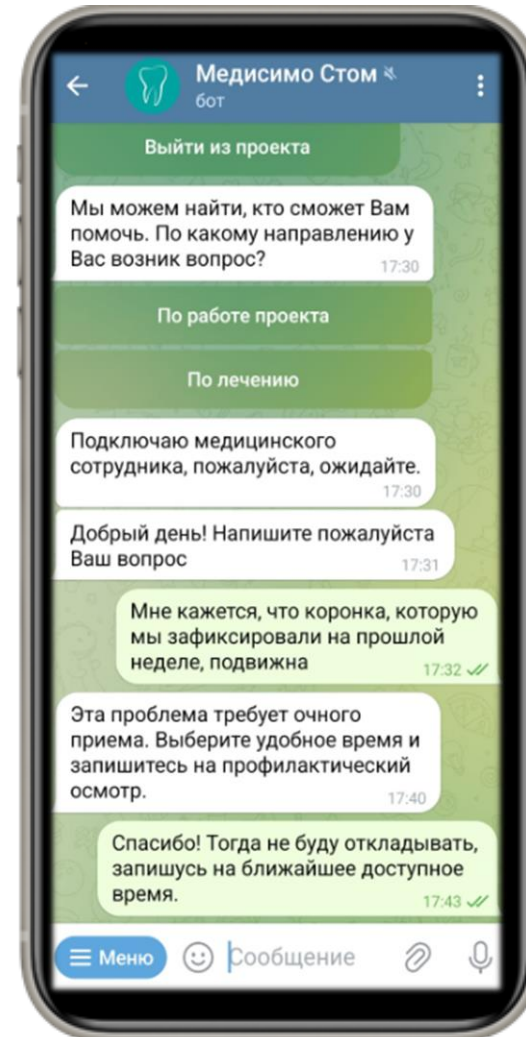 Медисимо Стом
бот
Выйти из проекта
Мы можем найти, кто сможет Вам
помочь. По какому направлению у
Вас возник вопрос?
17:30
По работе проекта
По лечению
Подключаю медицинского
сотрудника, пожалуйста, ожидайте.
17:30
Добрый день! Напишите пожалуйста
Ваш вопрос
17:31
Мне кажется, что коронка, которую
мы зафиксировали на прошлой
неделе, подвижна
17:32
Эта проблема требует очного
приема. Выберите удобное время и
запишитесь на профилактический
осмотр.
17:40
Спасибо! Тогда не буду откладывать,
запишусь на ближайшее доступное
время.
17:43
Меню
Сообщение